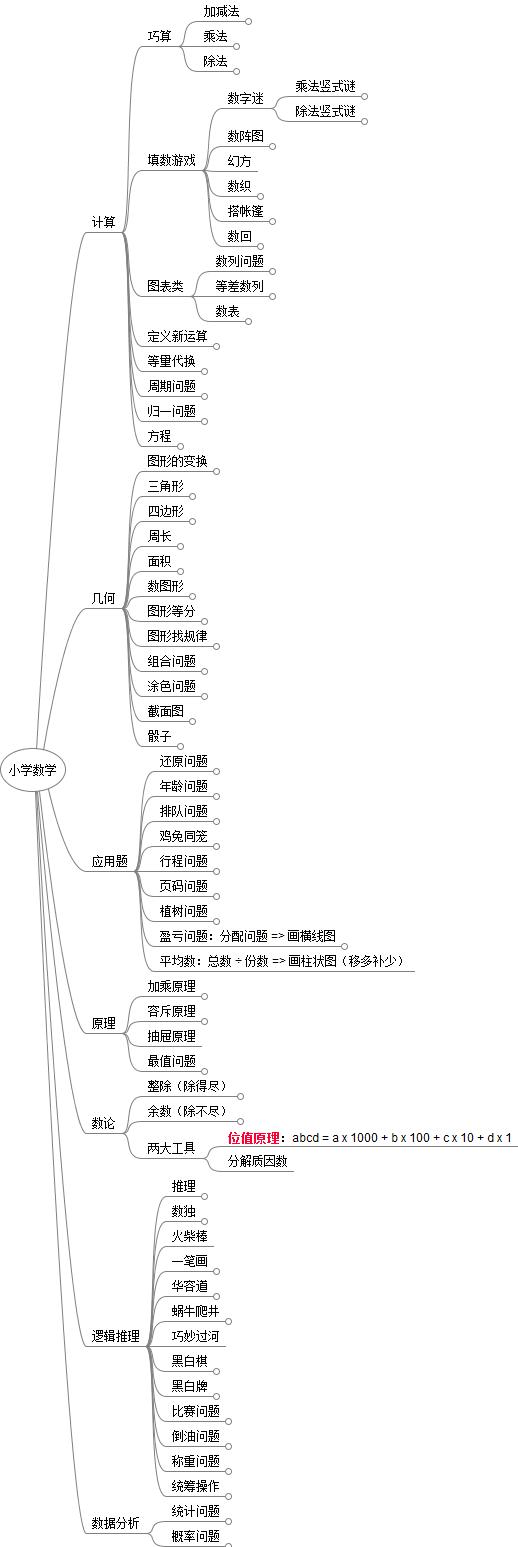 小学数学
计算
巧算
加减法
乘法
除法
填数游戏
数字迷
乘法竖式谜
除法竖式谜
数阵图
幻方
数织
搭帐篷
数回
图表类
数列问题
等差数列
数表
定义新运算
等量代换
周期问题
归一问题
方程
几何
图形的变换
三角形
四边形
周长
面积
数图形
图形等分
图形找规律
组合问题
涂色问题
截面图
骰子
应用题
还原问题
年龄问题
排队问题
鸡兔同笼
行程问题
页码问题
植树问题
盈亏问题：分配问题 => 画横线图
平均数：总数 ÷ 份数 => 画柱状图（移多补少）
原理
加乘原理
容斥原理
抽屉原理
最值问题
数论
整除（除得尽）
余数（除不尽）
两大工具
位值原理：abcd = a x 1000 + b x 100 + c x 10 + d x 1
分解质因数
逻辑推理
推理
数独
火柴棒
一笔画
华容道
蜗牛爬井
巧妙过河
黑白棋
黑白牌
比赛问题
倒油问题
称重问题
统筹操作
数据分析
统计问题
概率问题